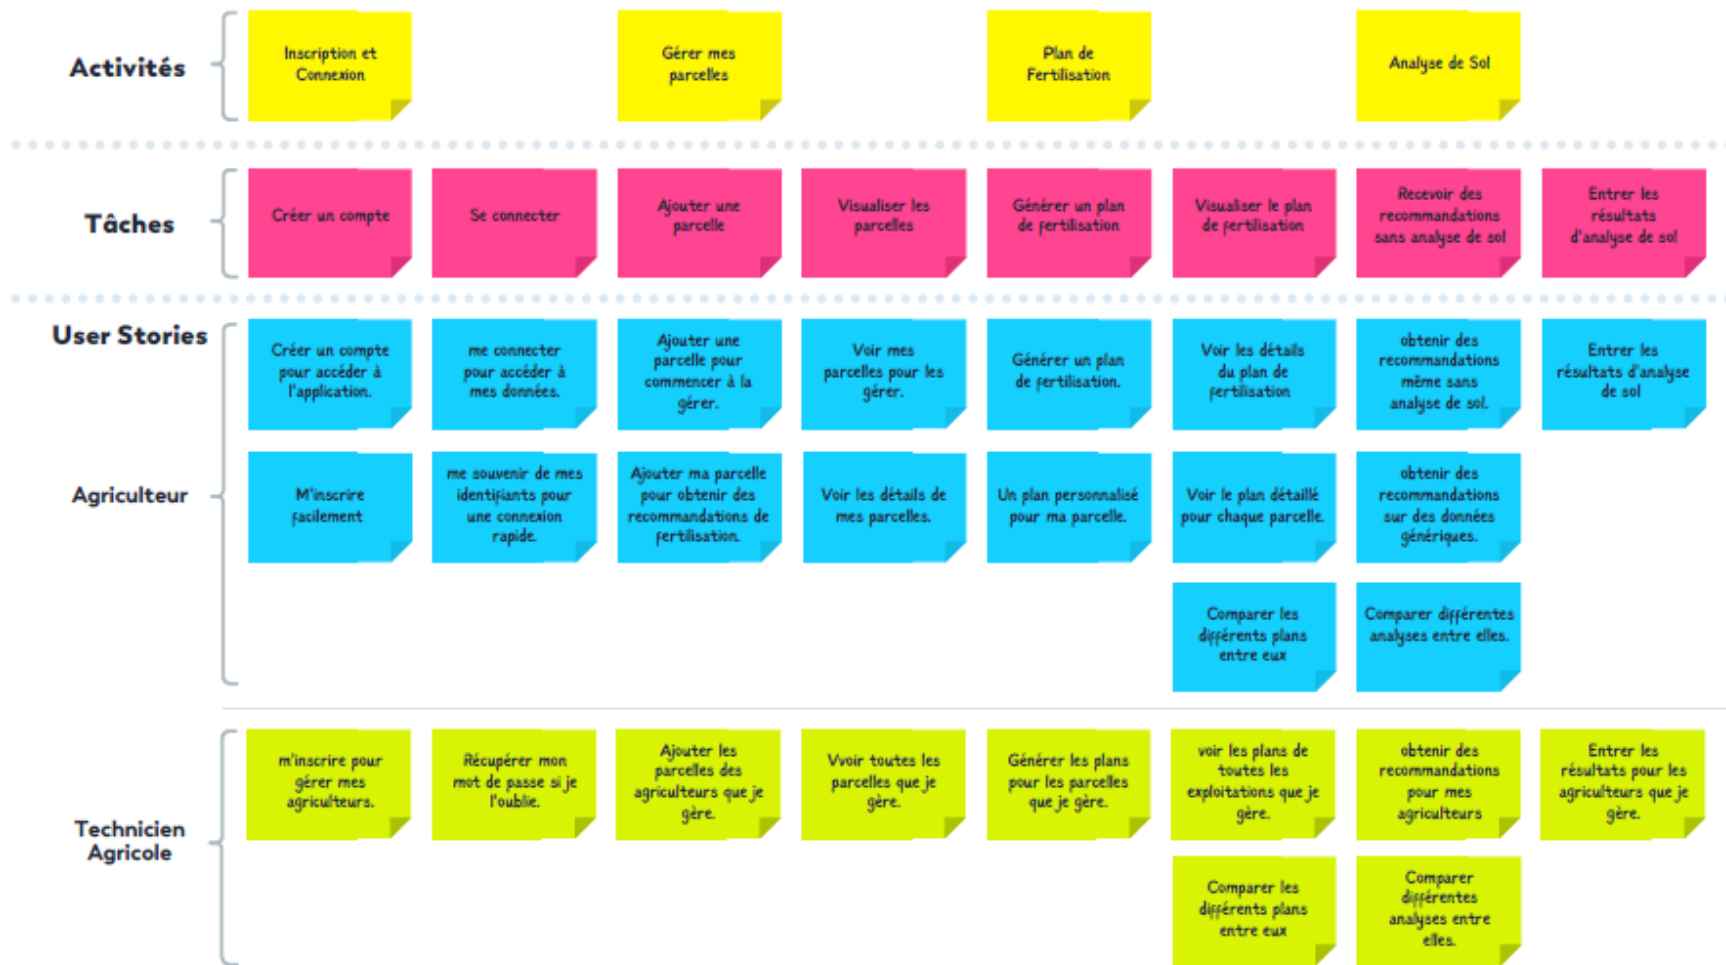 Activités
Inscription et
Connexion
Gérer mes
parcelles
Plan de
Fertilisation
Analyse de Sol
Tâches
Créer un compte
Se connecter
Ajouter une
parcelle
Visualiser les
parcelles
Générer un plan
de fertilisation
Visualiser le plan
de fertilisation
Recevoir des
recommandations
sans analyse de sol
Entrer les
résultats
d'analyse de sol
User Stories
Agriculteur
Créer un compte
pour accéder à
l'application.
me connecter
pour accéder à
mes données.
Ajouter une
parcelle pour
commencer à la
gérer.
Voir mes
parcelles pour les
gérer.
Générer un plan
de fertilisation.
Voir les détails
du plan de
fertilisation
obtenir des
recommandations
même sans
analyse de sol.
Entrer les
résultats d'analyse
de sol
M'inscrire
facilement
me souvenir de mes
identifiants pour
une connexion
rapide.
Ajouter ma parcelle
pour obtenir des
recommandations de
fertilisation.
Voir les détails de
mes parcelles.
Un plan personnalisé
pour ma parcelle.
Voir le plan détaillé
pour chaque parcelle.
obtenir des
recommandations
sur des données
génériques.
Comparer les
différents plans
entre eux
Comparer différentes
analyses entre elles.
Technicien
Agricole
m'inscrire pour
gérer mes
agriculteurs.
Récupérer mon
mot de passe si je
l'oublie.
Ajouter les
parcelles des
agriculteurs que je
gère.
Vvoir toutes les
parcelles que je
gère.
Générer les plans
pour les parcelles
que je gère.
voir les plans de
toutes les
exploitations que je
gère.
obtenir des
recommandations
pour mes
agriculteurs
Entrer les
résultats pour les
agriculteurs que je
gère.
Comparer les
différents plans
entre eux
Comparer
différentes
analyses entre
elles.